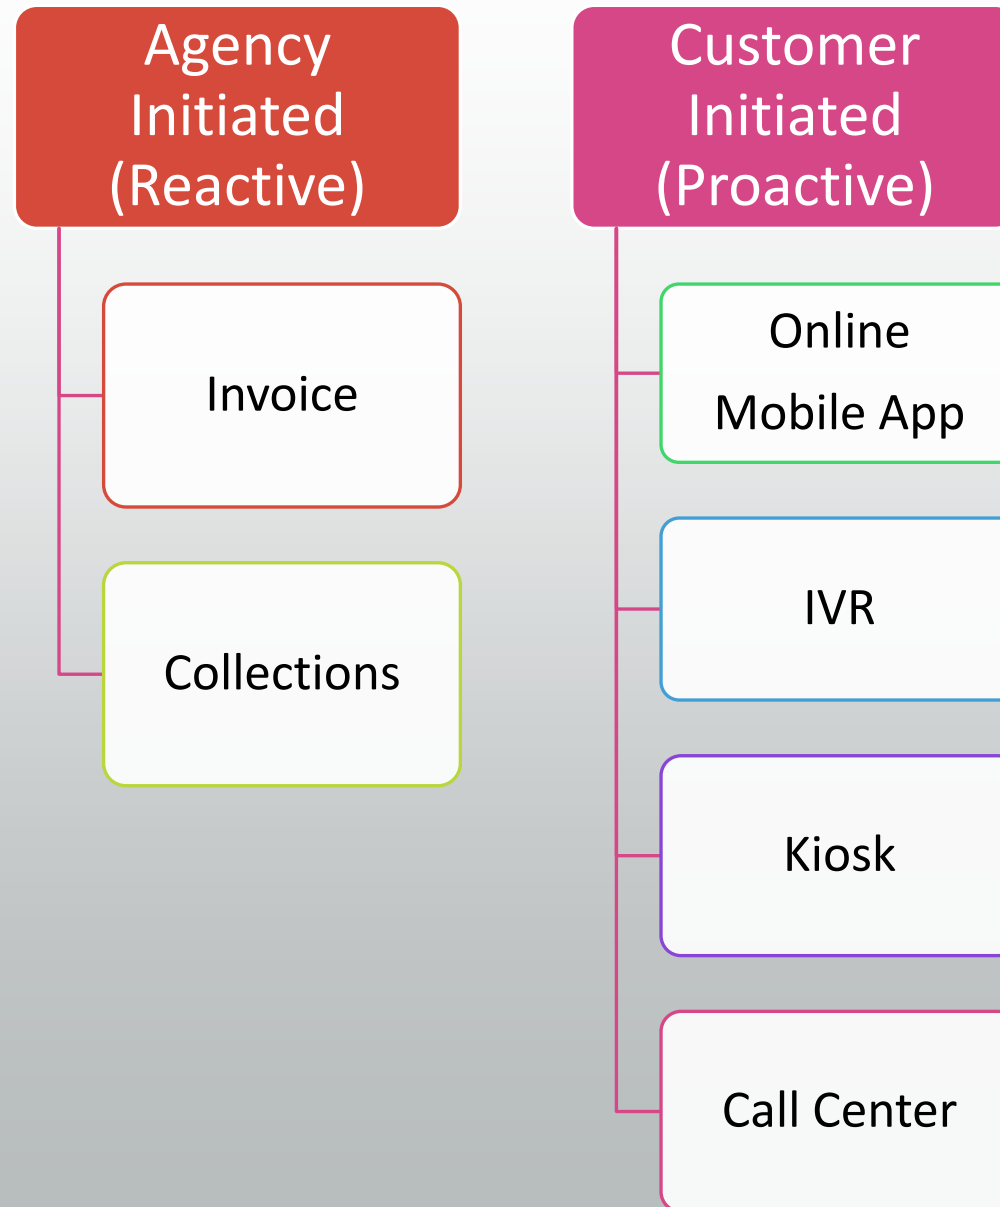 Agency
Initiated
(Reactive)
Invoice
Collections
Customer
Initiated
(Proactive)
Online
Mobile App
IVR
Kiosk
Call Center